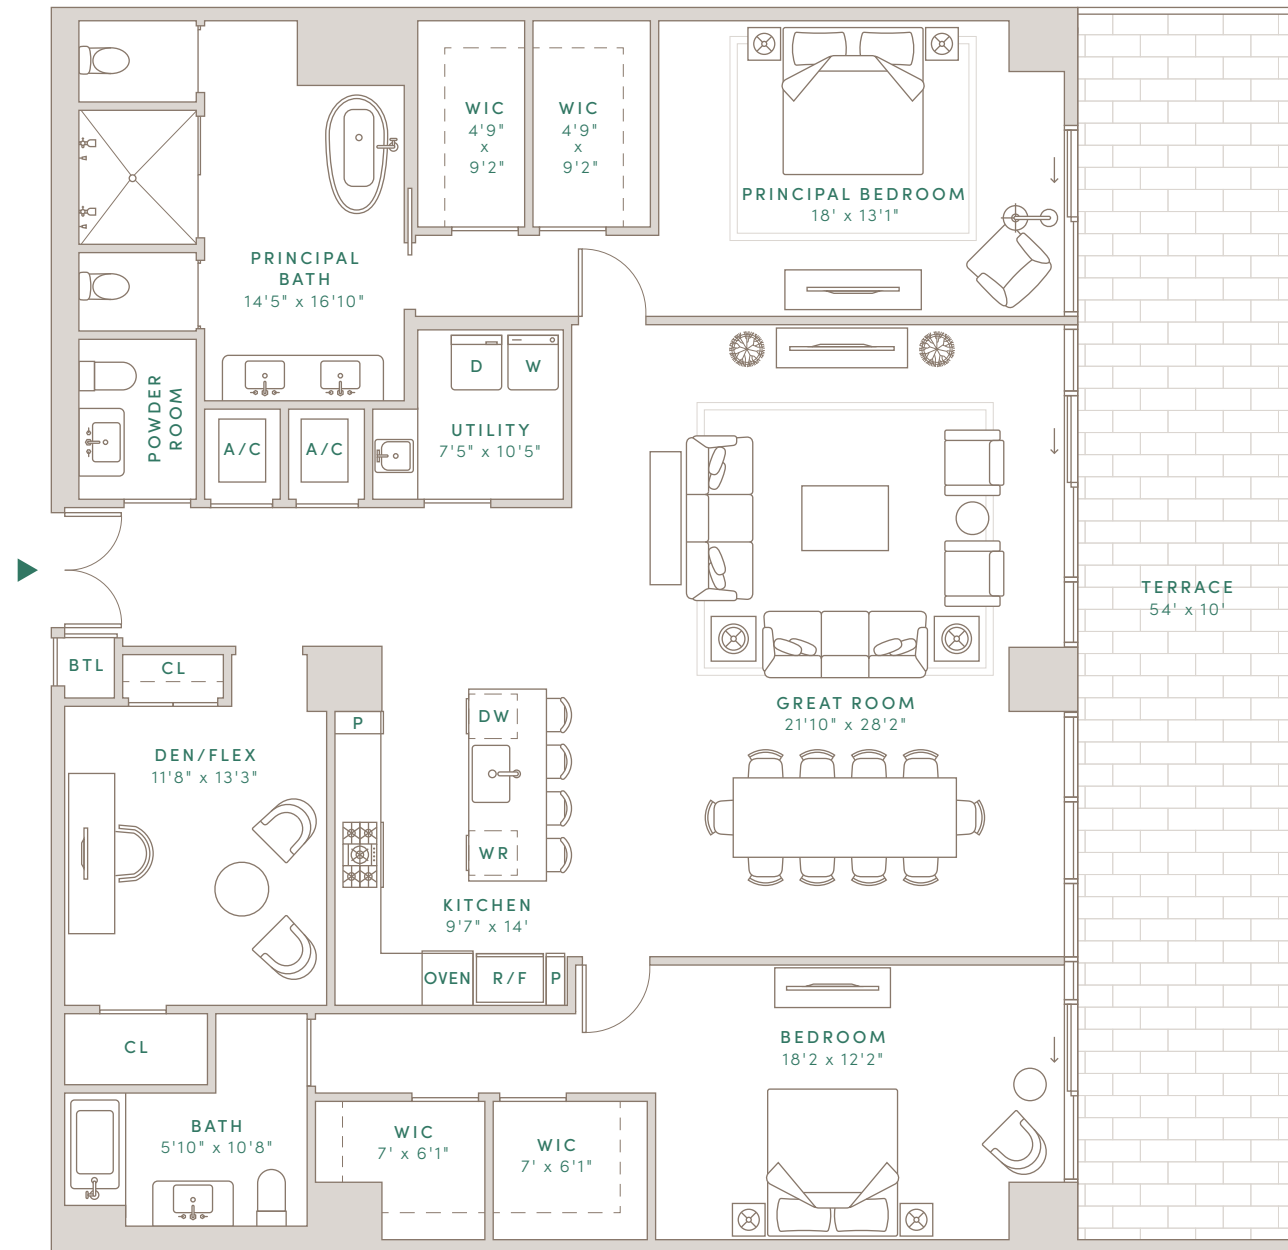 WIC
4'9"
x
9'2"
WIC
4'9"
x
9'2"
PRINCIPAL BEDROOM
18' x 13'1"
PRINCIPAL
BATH
14'5" x 16'10"
D
W
POWDER
ROOM
A/C
A/C
UTILITY
7'5" x 10'5"
TERRACE
54' x 10'
BTL
CL
GREAT ROOM
21'10" x 28'2"
P
DW
DEN/FLEX
11'8" x 13'3"
WR
KITCHEN
9'7" x 14'
OVEN
R/F
P
CL
BEDROOM
18'2 x 12'2"
BATH
5'10" x 10'8"
WIC
7' x 6'1"
WIC
7' x 6'1"